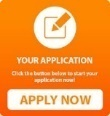 YOUR APPLICATION
Click the button below to start your
application now!
APPLY NOW